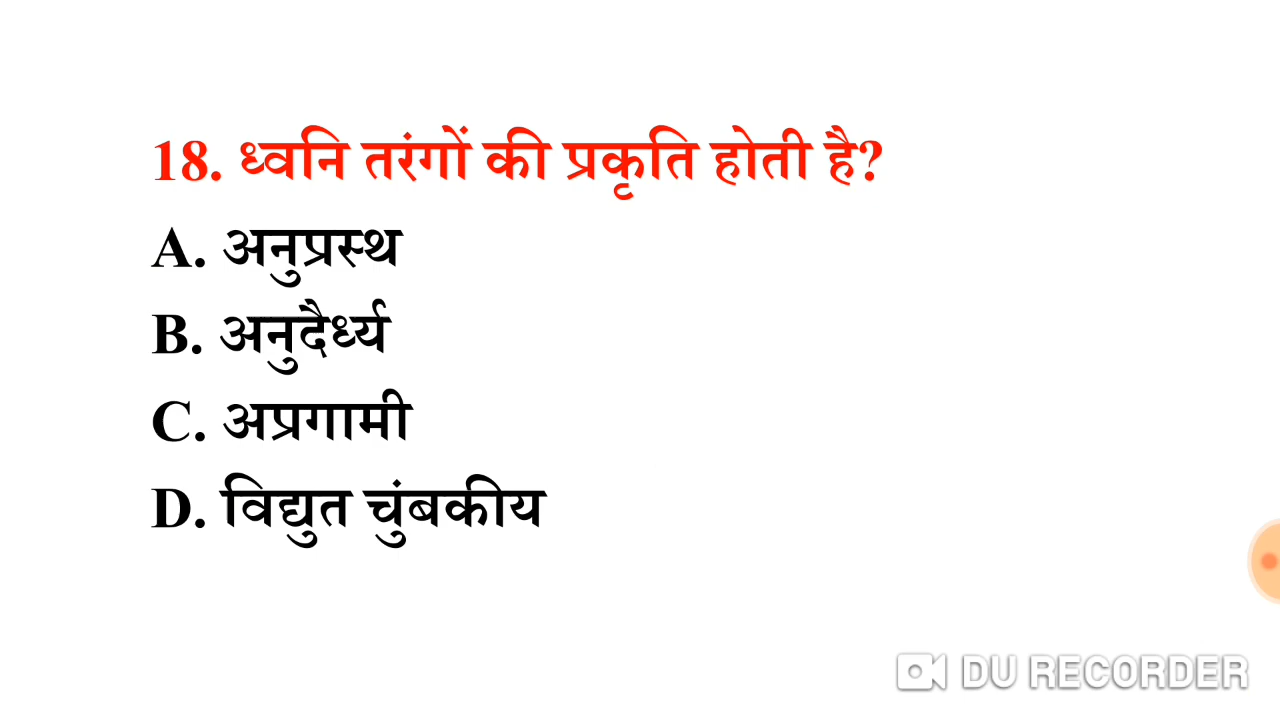 18. ध्वनि तरंगों की प्रकृति होती है?
A. अनुप्रस्थ
B. अनुदैर्ध्य
C. अप्रगामी
D. विद्युत चुंबकीय
DU RECORDER